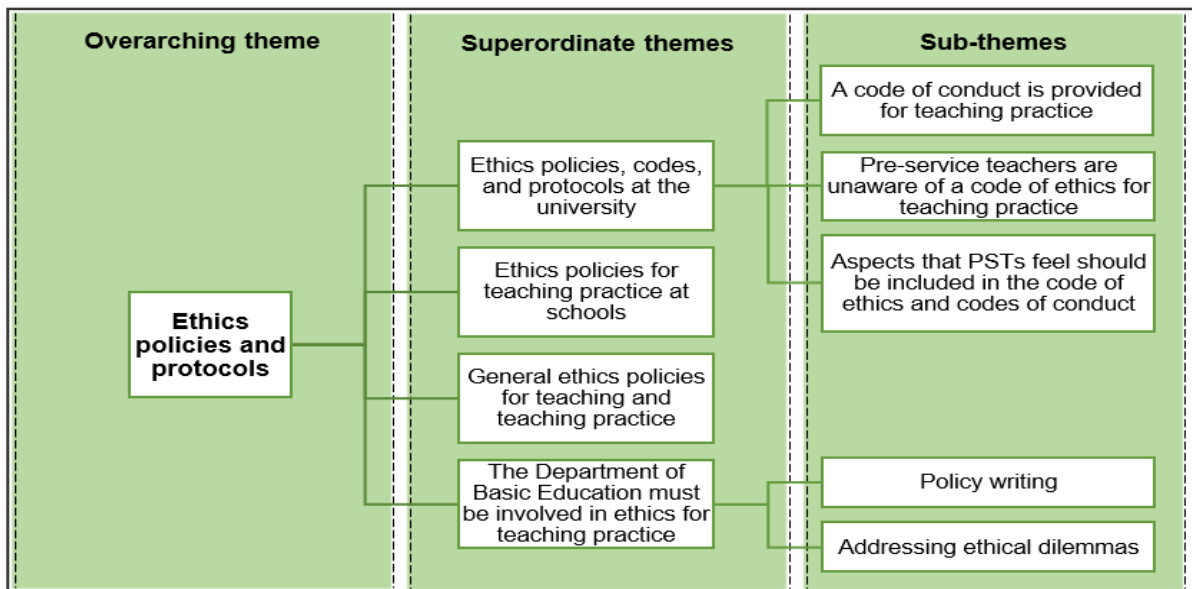 Overarching theme
Superordinate themes
Sub-themes
Ethics
policies and
protocols
Ethics policies, codes,
and protocols at the
university
Ethics policies for
teaching practice at
schools
General ethics policies
for teaching and
teaching practice
The Department of
Basic Education must
be involved in ethics for
teaching practice
A code of conduct is provided
for teaching practice
Pre-service teachers are
unaware of a code of ethics for
teaching practice
Aspects that PSTs feel should
be included in the code of
ethics and codes of conduct
Policy writing
Addressing ethical dilemmas